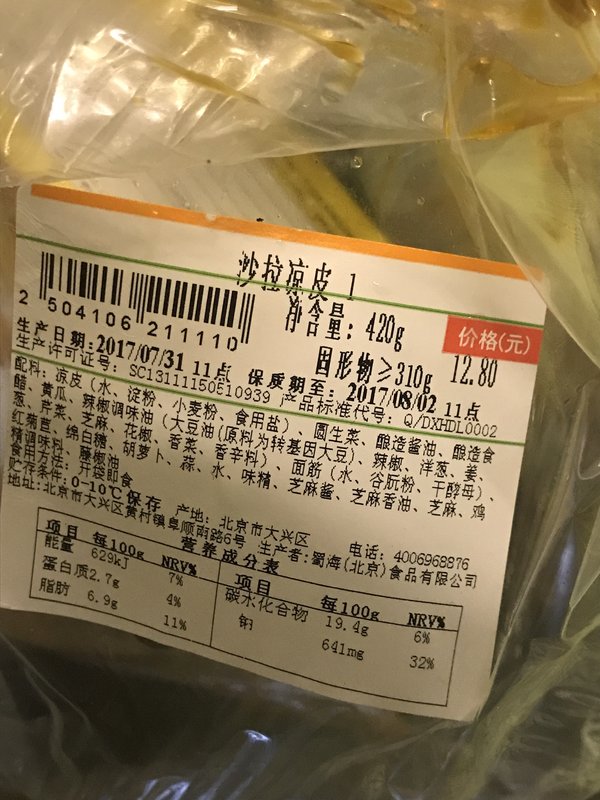 沙拉凉皮 1
2 504106 211110
净含量: 420g
价格(元)
固形物≥310g
12.80
生产日期:2017/07/31 11点
保质期至: 2017/08/02 11点
生产许可证号: SC13111150510939 产品标准代号: Q/DXHDL0002
配料: 凉皮(水、淀粉、小麦粉、食用盐)、圆生菜、酿造酱油、酿造食
醋、黄瓜、辣椒调味油(大豆油(原料为转基因大豆)、辣椒、洋葱、姜、
葱、芹菜、芝麻、花椒、香菜、香辛料)、面筋(水、谷朊粉、干酵母)、
红菊苣、绵白糖、胡萝卜、蒜、水、味精、芝麻酱、芝麻香油、芝麻、鸡
精调味料、藤椒油
食用方法: 开袋即食
贮存条件: 0-10℃保存 产地: 北京市大兴区 电话: 4006968876
地址:北京市大兴区黄村镇阜顺南路6号 生产者:蜀海(北京)食品有限公司
营养成分表
项目 每100g NRV% 项目 每100g NRV%
能量 629kJ 7% 碳水化合物 19.4g 6%
蛋白质2.7g 4% 钠 641mg 32%
脂肪 6.9g 11%